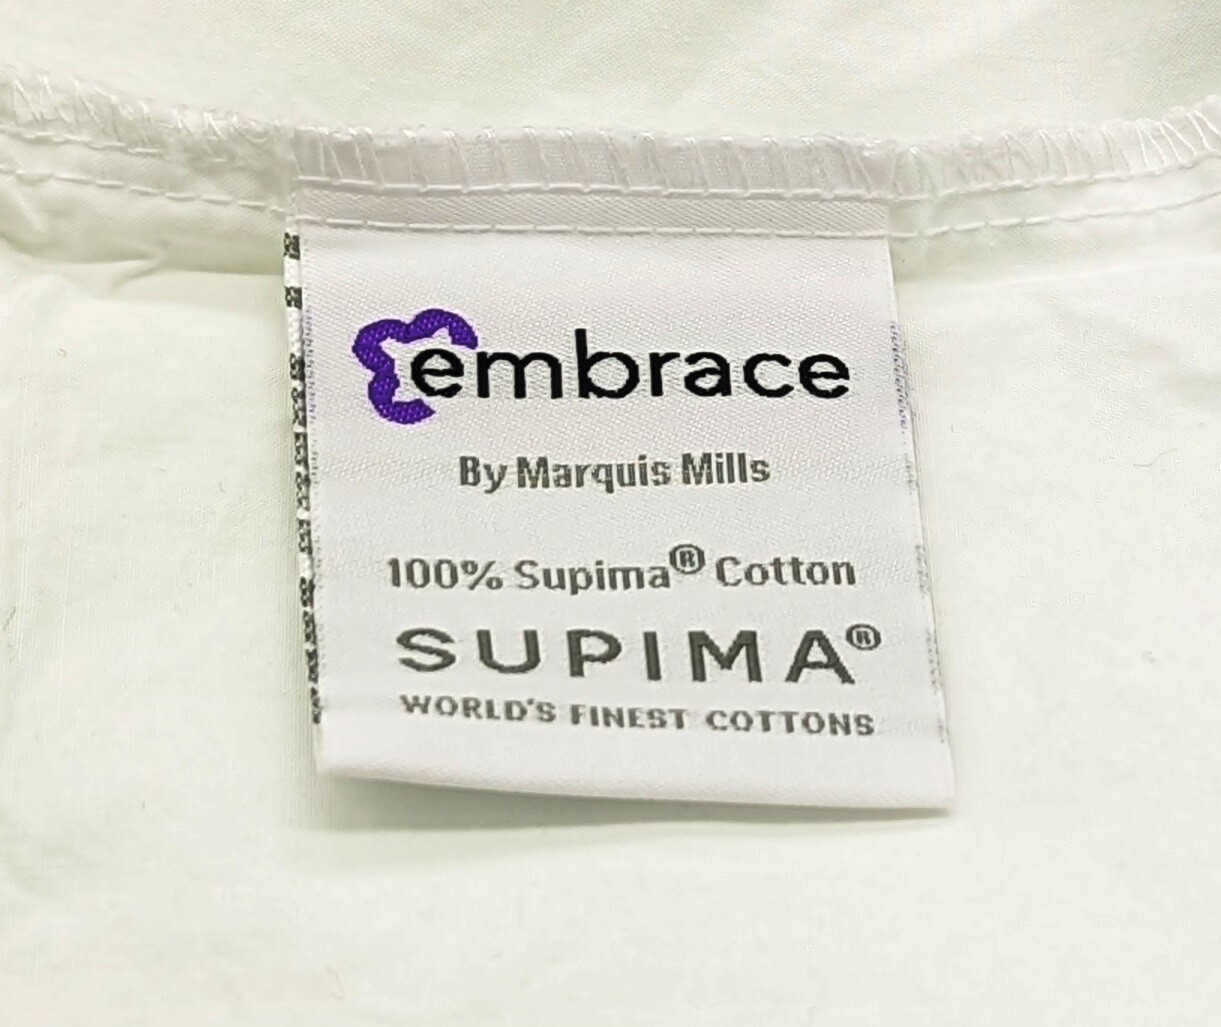 embrace
By Marquis Mills
100% Supima® Cotton
SUPIMA®
WORLD'S FINEST COTTONS